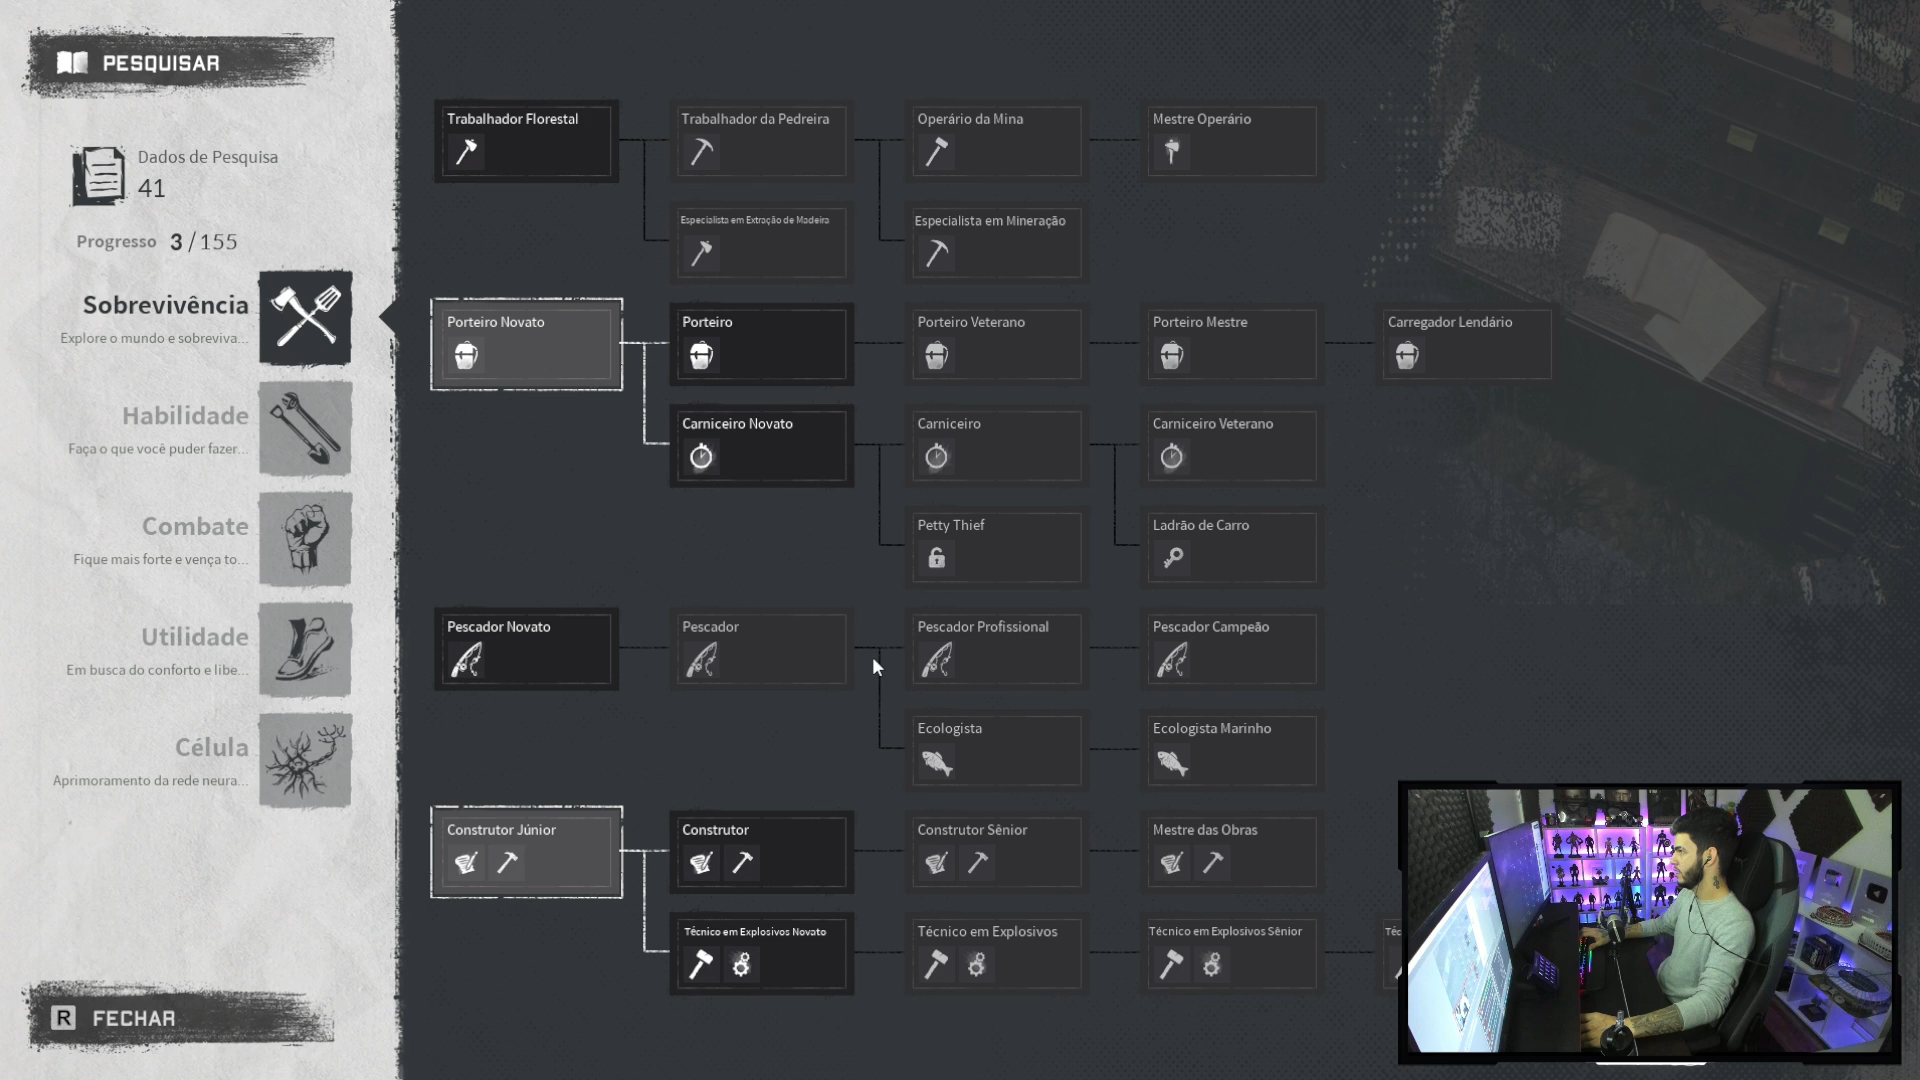 PESQUISAR
Dados de Pesquisa
41
Progresso 3 / 155
Sobrevivência
Explore o mundo e sobreviva...
Habilidade
Faça o que você puder fazer...
Combate
Fique mais forte e vença to...
Utilidade
Em busca do conforto e libe...
Célula
Aprimoramento da rede neura...
R FECHAR
Trabalhador Florestal
Trabalhador da Pedreira
Operário da Mina
Mestre Operário
Especialista em Extração de Madeira
Especialista em Mineração
Porteiro Novato
Porteiro
Porteiro Veterano
Porteiro Mestre
Carregador Lendário
Carniceiro Novato
Carniceiro
Carniceiro Veterano
Petty Thief
Ladrão de Carro
Pescador Novato
Pescador
Pescador Profissional
Pescador Campeão
Ecologista
Ecologista Marinho
Construtor Júnior
Construtor
Construtor Sênior
Mestre das Obras
Técnico em Explosivos Novato
Técnico em Explosivos
Técnico em Explosivos Sênior